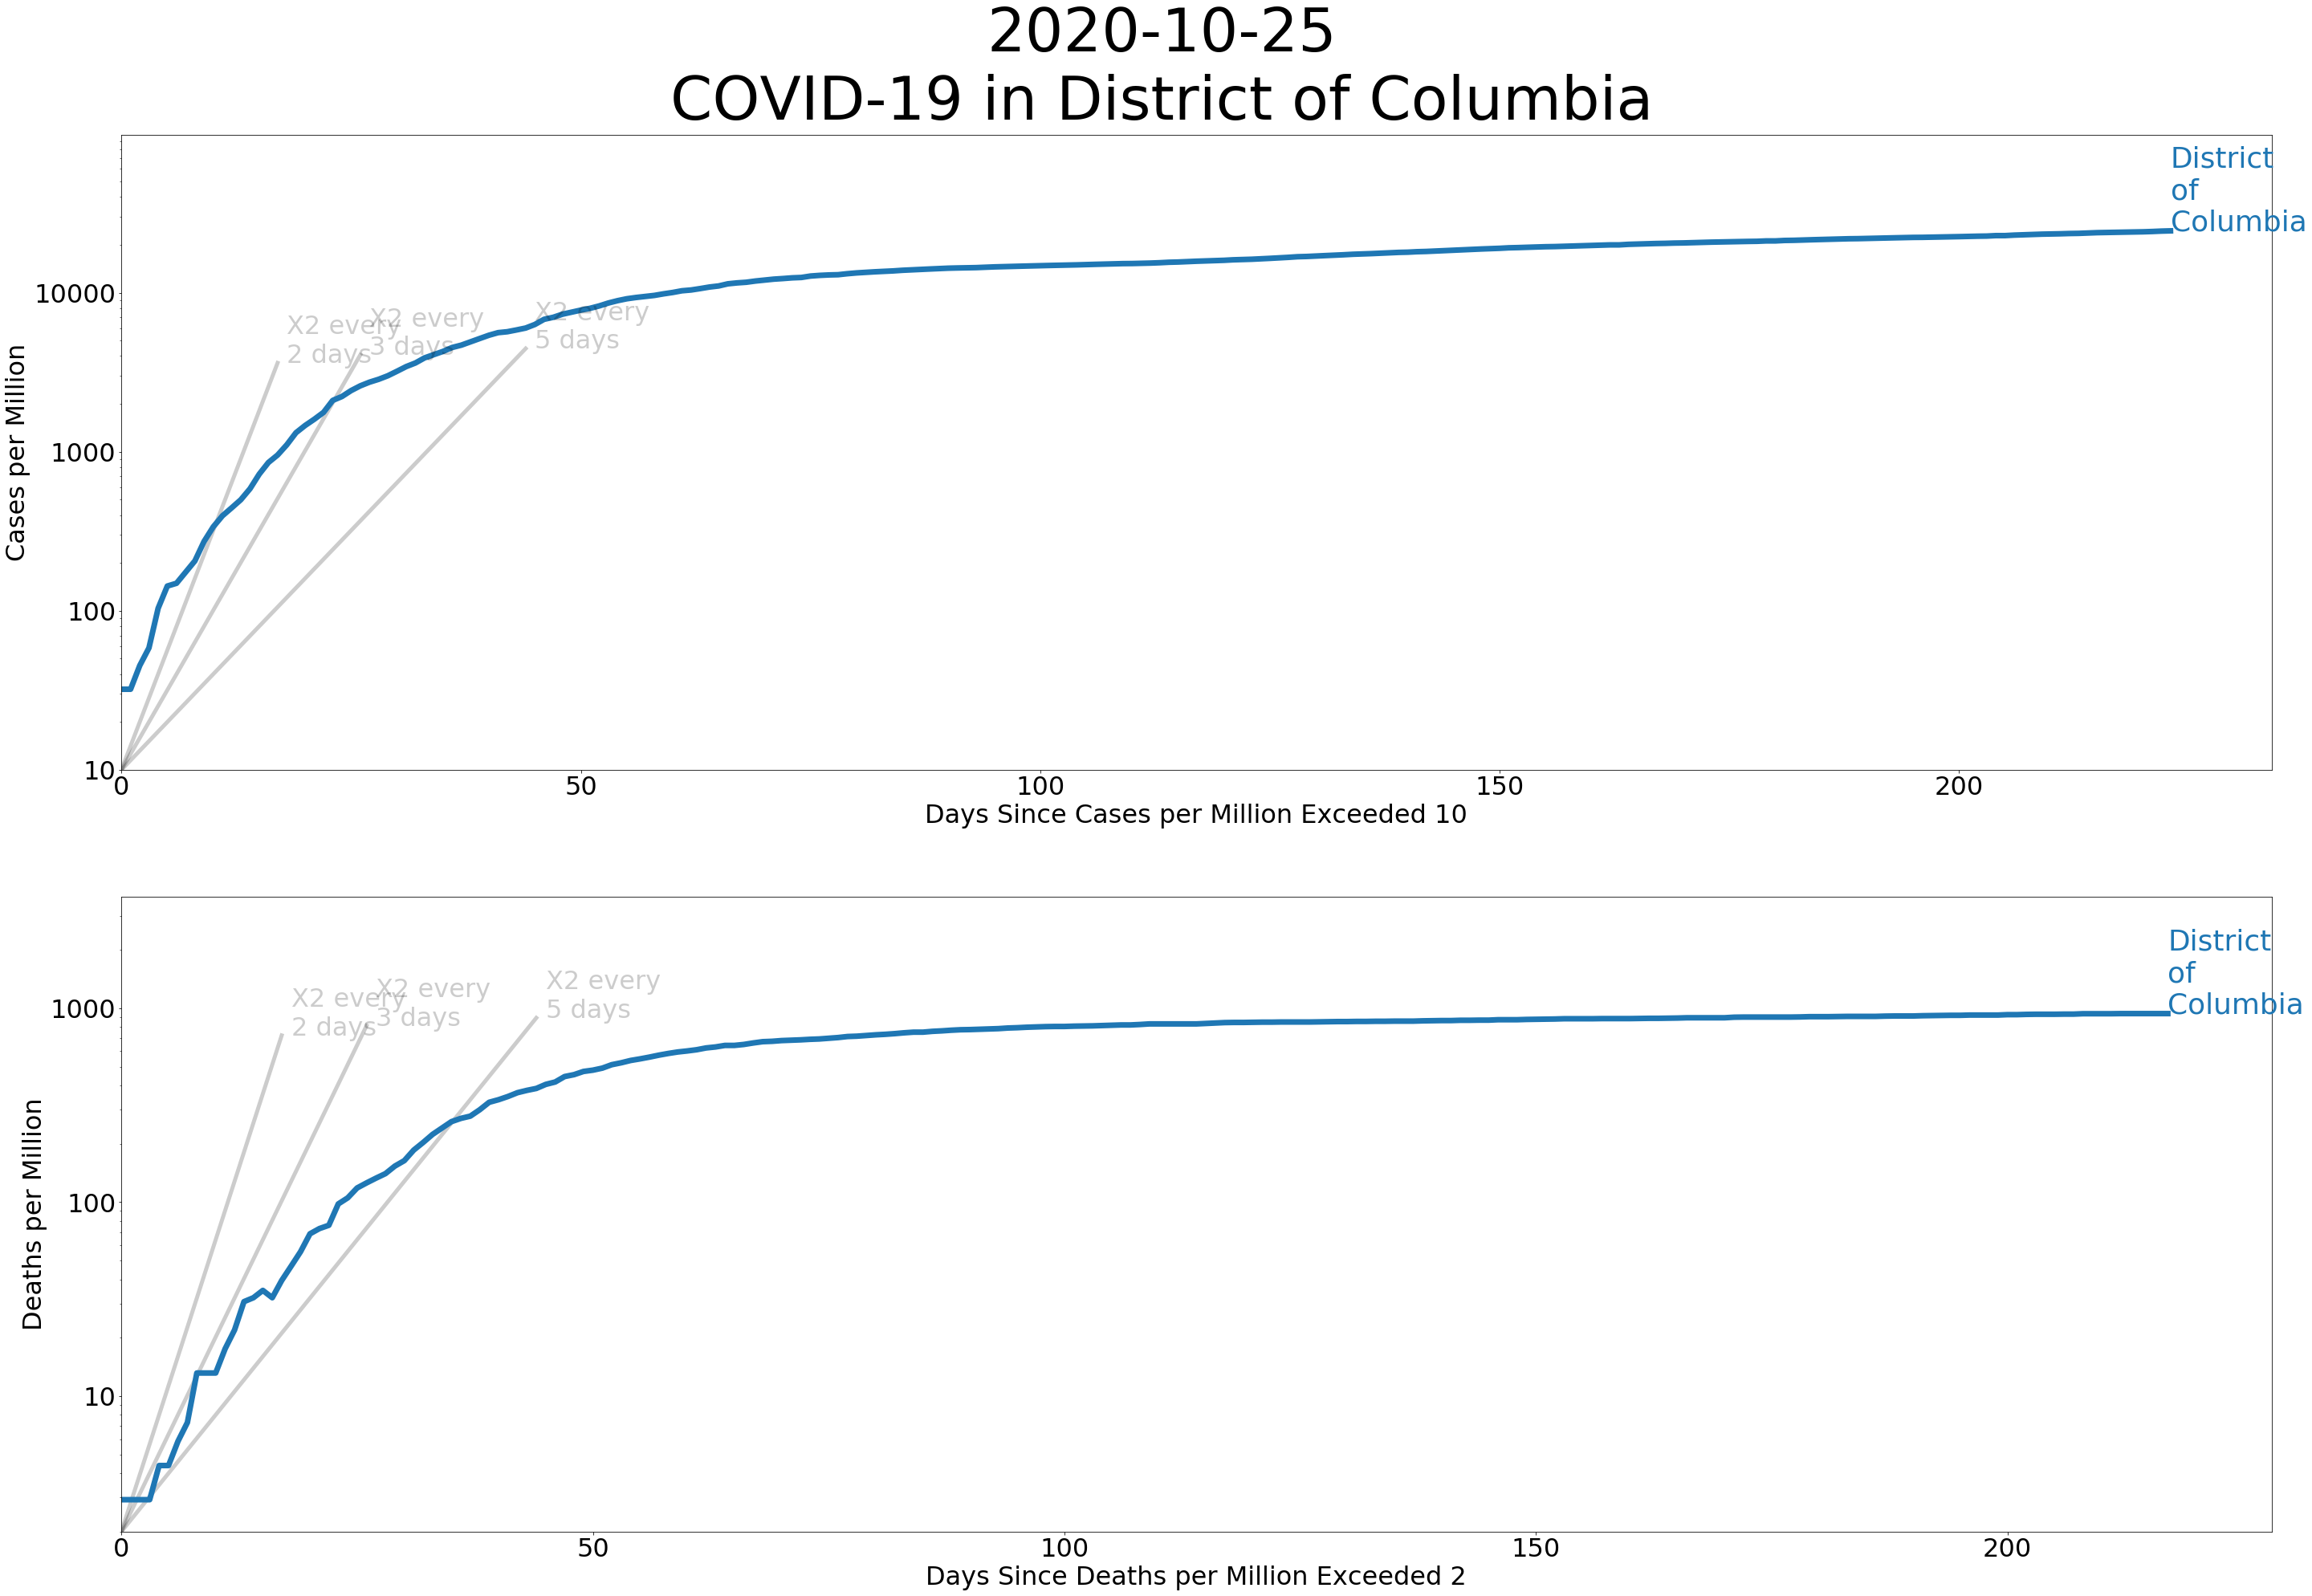 2020-10-25
COVID-19 in District of Columbia
District
of
Columbia
X2 every
2 days
X2 every
3 days
X2 every
5 days
10000
1000
100
10
Cases per Million
0 50 100 150 200
Days Since Cases per Million Exceeded 10
District
of
Columbia
X2 every
2 days
X2 every
3 days
X2 every
5 days
1000
100
10
Deaths per Million
0 50 100 150 200
Days Since Deaths per Million Exceeded 2